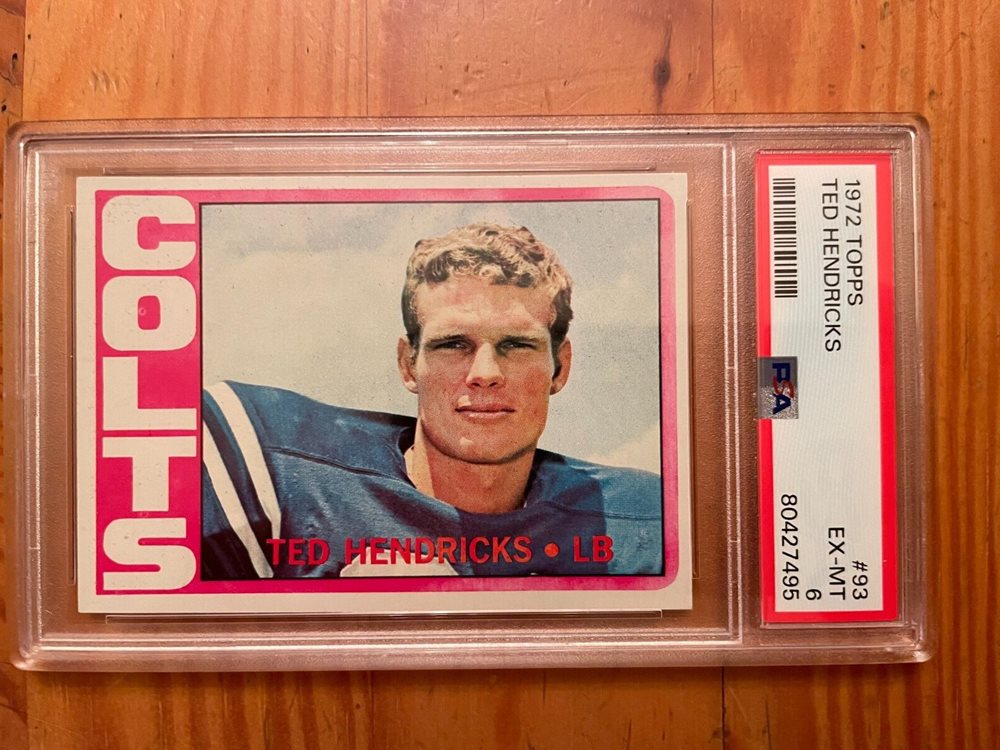 COLTS
TED HENDRICKS • LB
1972 TOPPS
TED HENDRICKS
PSA
#93
EX-MT
6
80427495